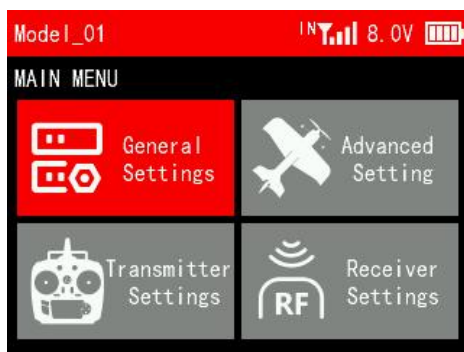 Model_01 IN 8.0V
MAIN MENU
General
Settings
Advanced
Setting
Transmitter
Settings
RF
Receiver
Settings